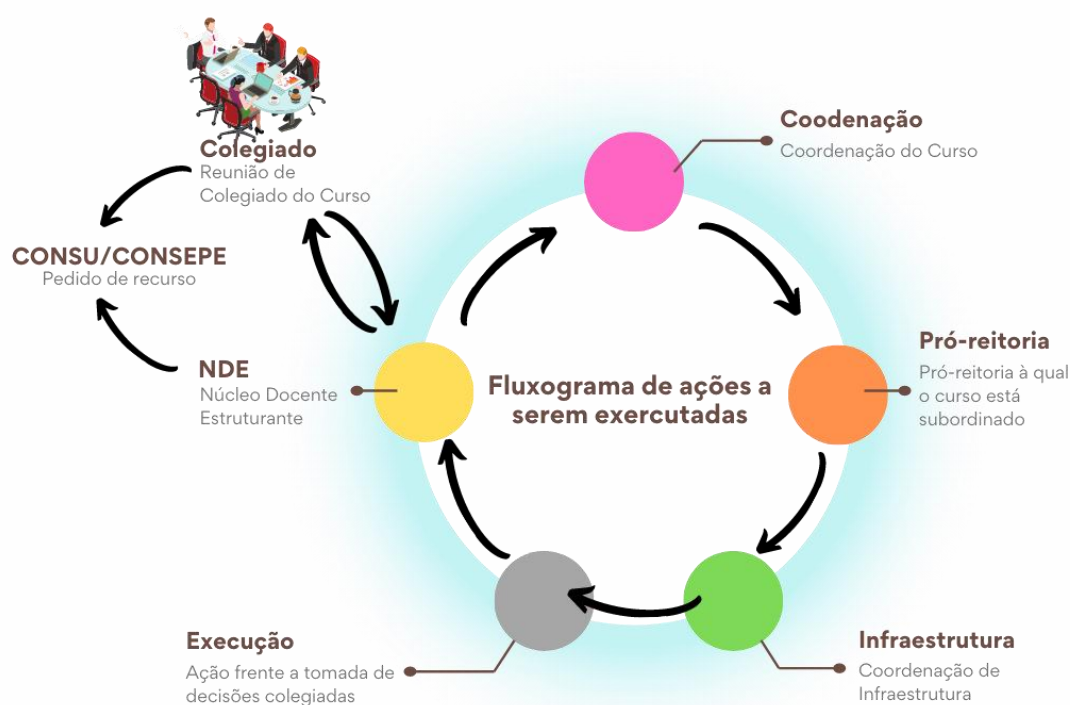 Colegiado
Reunião de
Colegiado do Curso
CONSU/CONSEPE
Pedido de recurso
NDE
Núcleo Docente
Estruturante
Coodenação
Coordenação do Curso
Pró-reitoria
Pró-reitoria à qual
o curso está
subordinado
Fluxograma de ações a
serem exercutadas
Execução
Ação frente a tomada de
decisões colegiadas
Infraestrutura
Coordenação de
Infraestrutura